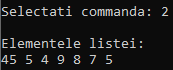 Selectati commanda: 2
Elementele listei:
45 5 4 9 8 7 5